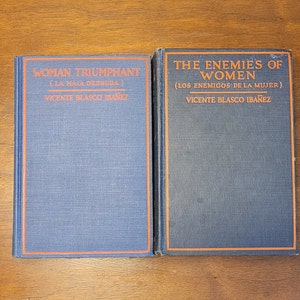 WOMAN TRIUMPHANT
(LA MAJA DESNUDA)
VICENTE BLASCO IBAÑEZ
THE ENEMIES OF
WOMEN
(LOS ENEMIGOS DE LA MUJER)
VICENTE BLASCO IBAÑEZ